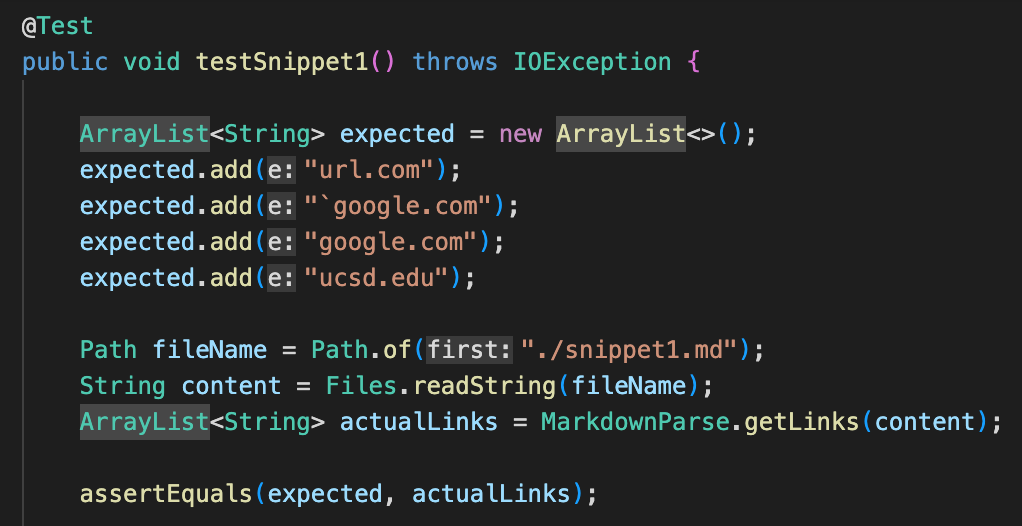 @Test
public void testSnippet1() throws IOException {
ArrayList<String> expected = new ArrayList<>();
expected.add(e: "url.com");
expected.add(e: "`google.com");
expected.add(e: "google.com");
expected.add(e: "ucsd.edu");
Path fileName = Path.of(first: "./snippet1.md");
String content = Files.readString(fileName);
ArrayList<String> actualLinks = MarkdownParse.getLinks(content);
assertEquals(expected, actualLinks);